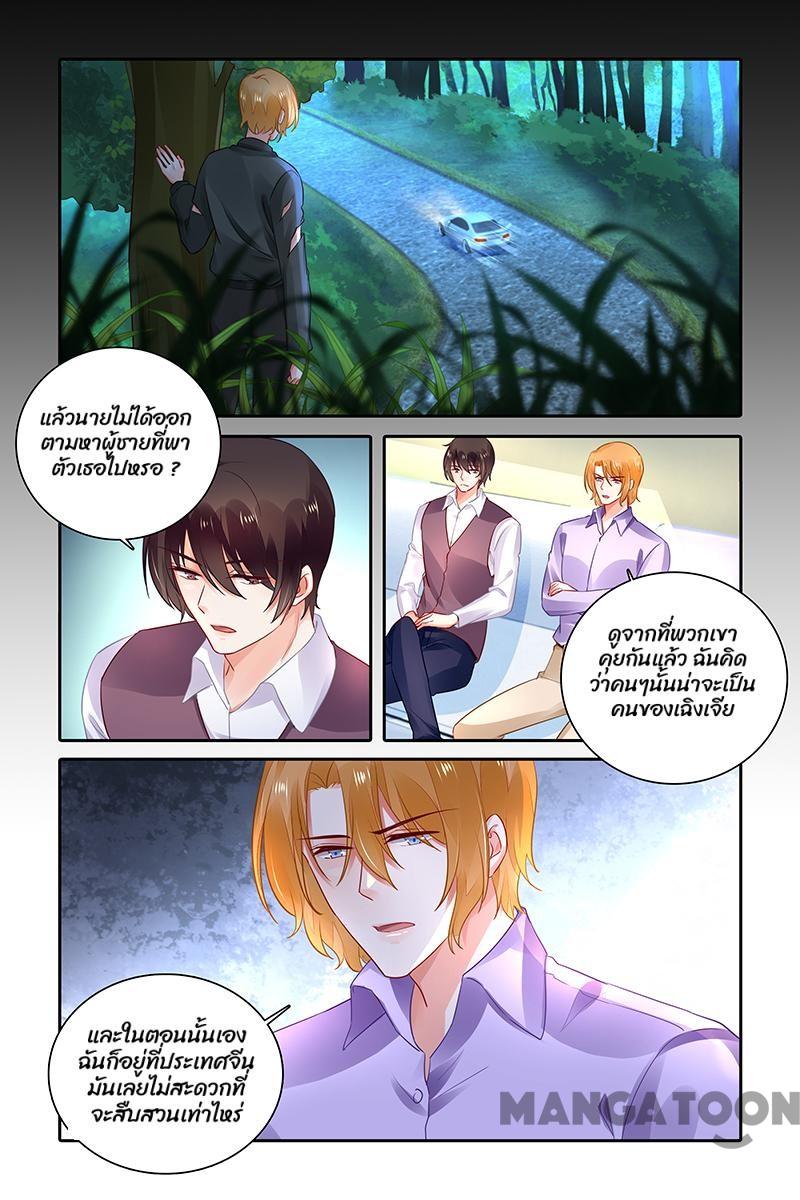 แล้วนายไม่ได้ออก
ตามหาผู้ชายที่พา
ตัวเธอไปหรอ ?
ดูจากที่พวกเขา
คุยกันแล้ว ฉันคิด
ว่าคนๆนั้นน่าจะเป็น
คนของเฉิงเจีย
และในตอนนั้นเอง
ฉันก็อยู่ที่ประเทศจีน
มันเลยไม่สะดวกที่
จะสืบสวนเท่าไหร่
MANGATOON